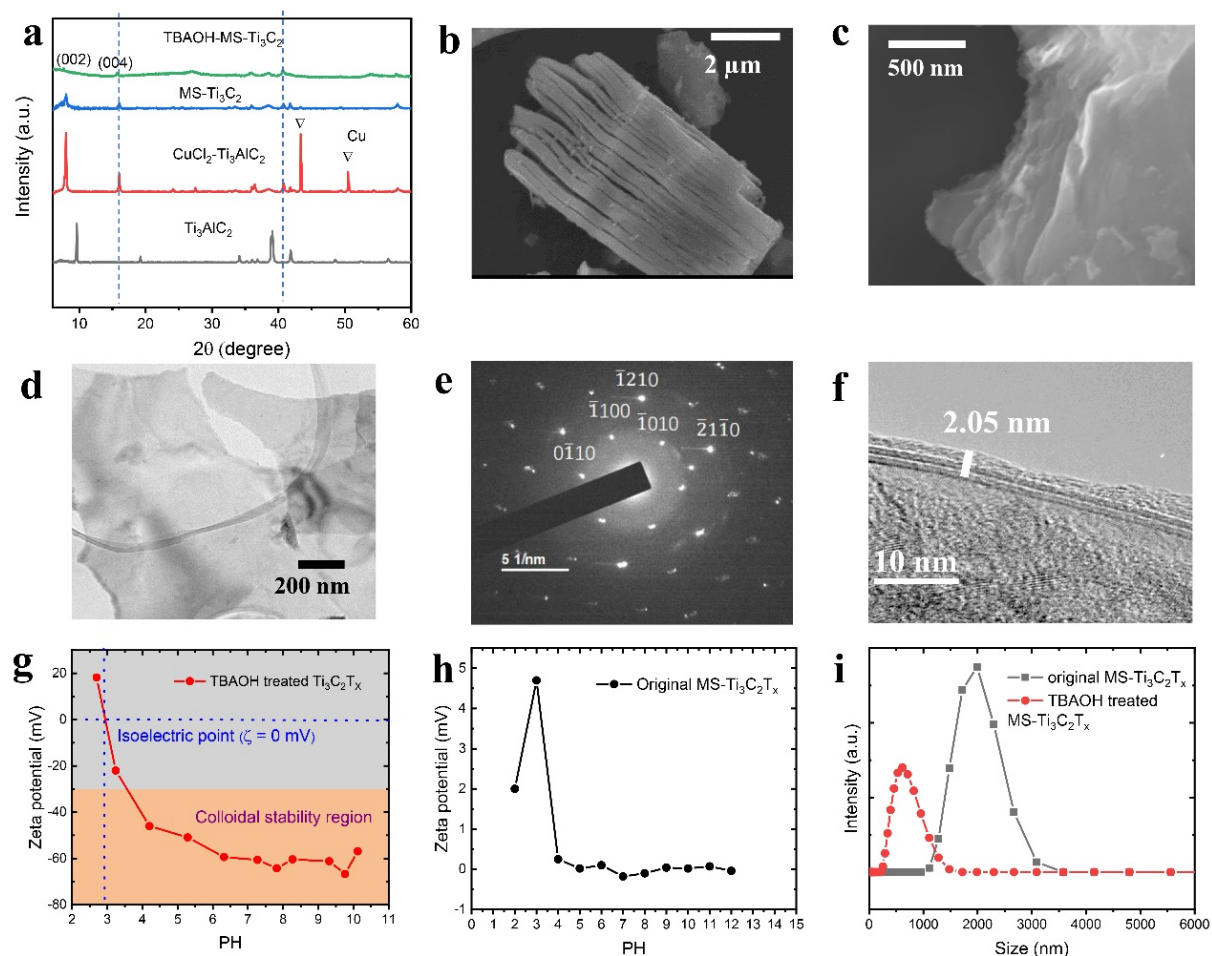 a
TBAOH-MS-Ti₃C₂
(002)
(004)
MS-Ti₃C₂
CuCl₂-Ti₃AlC₂
▽
Cu
▽
Ti₃AlC₂
Intensity (a.u.)
10 20 30 40 50 60
2θ (degree)
b
2 µm
c
500 nm
d
200 nm
e
1̅210
1̅100
1̅010
2̅11̅0
01̅10
5 1/nm
f
2.05 nm
10 nm
g
TBAOH treated Ti₃C₂Tₓ
Isoelectric point (ζ = 0 mV)
Colloidal stability region
Zeta potential (mV)
20
0
-20
-40
-60
-80
2 3 4 5 6 7 8 9 10 11
PH
h
Original MS-Ti₃C₂Tₓ
Zeta potential (mV)
5
4
3
2
1
0
-1
0 1 2 3 4 5 6 7 8 9 10 11 12 13 14 15
PH
i
original MS-Ti₃C₂Tₓ
TBAOH treated
MS-Ti₃C₂Tₓ
Intensity (a.u.)
0 1000 2000 3000 4000 5000 6000
Size (nm)